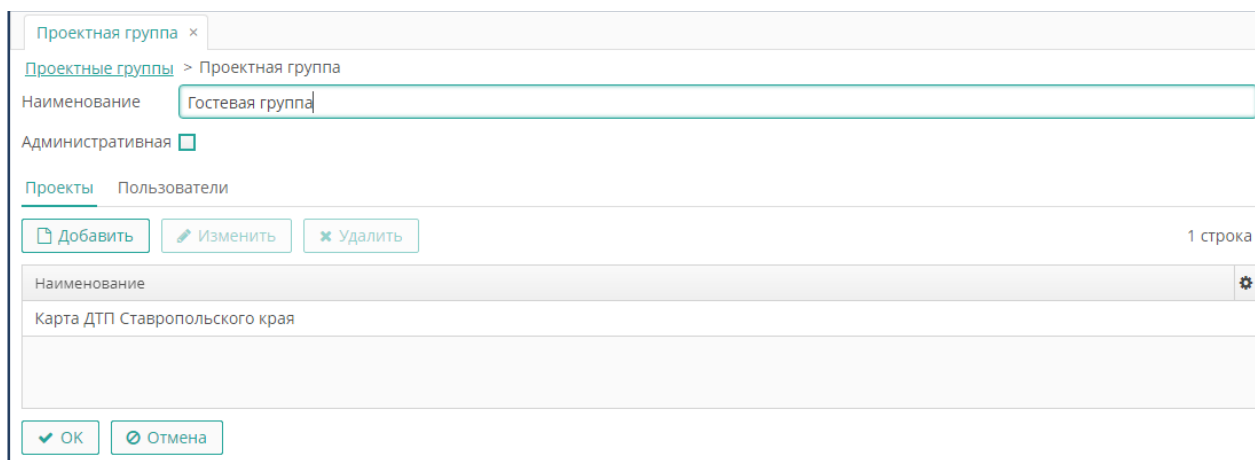 Проектная группа ×
Проектные группы > Проектная группа
Наименование Гостевая группа
Административная
Проекты Пользователи
Добавить Изменить Удалить 1 строка
Наименование
Карта ДТП Ставропольского края
OK Отмена